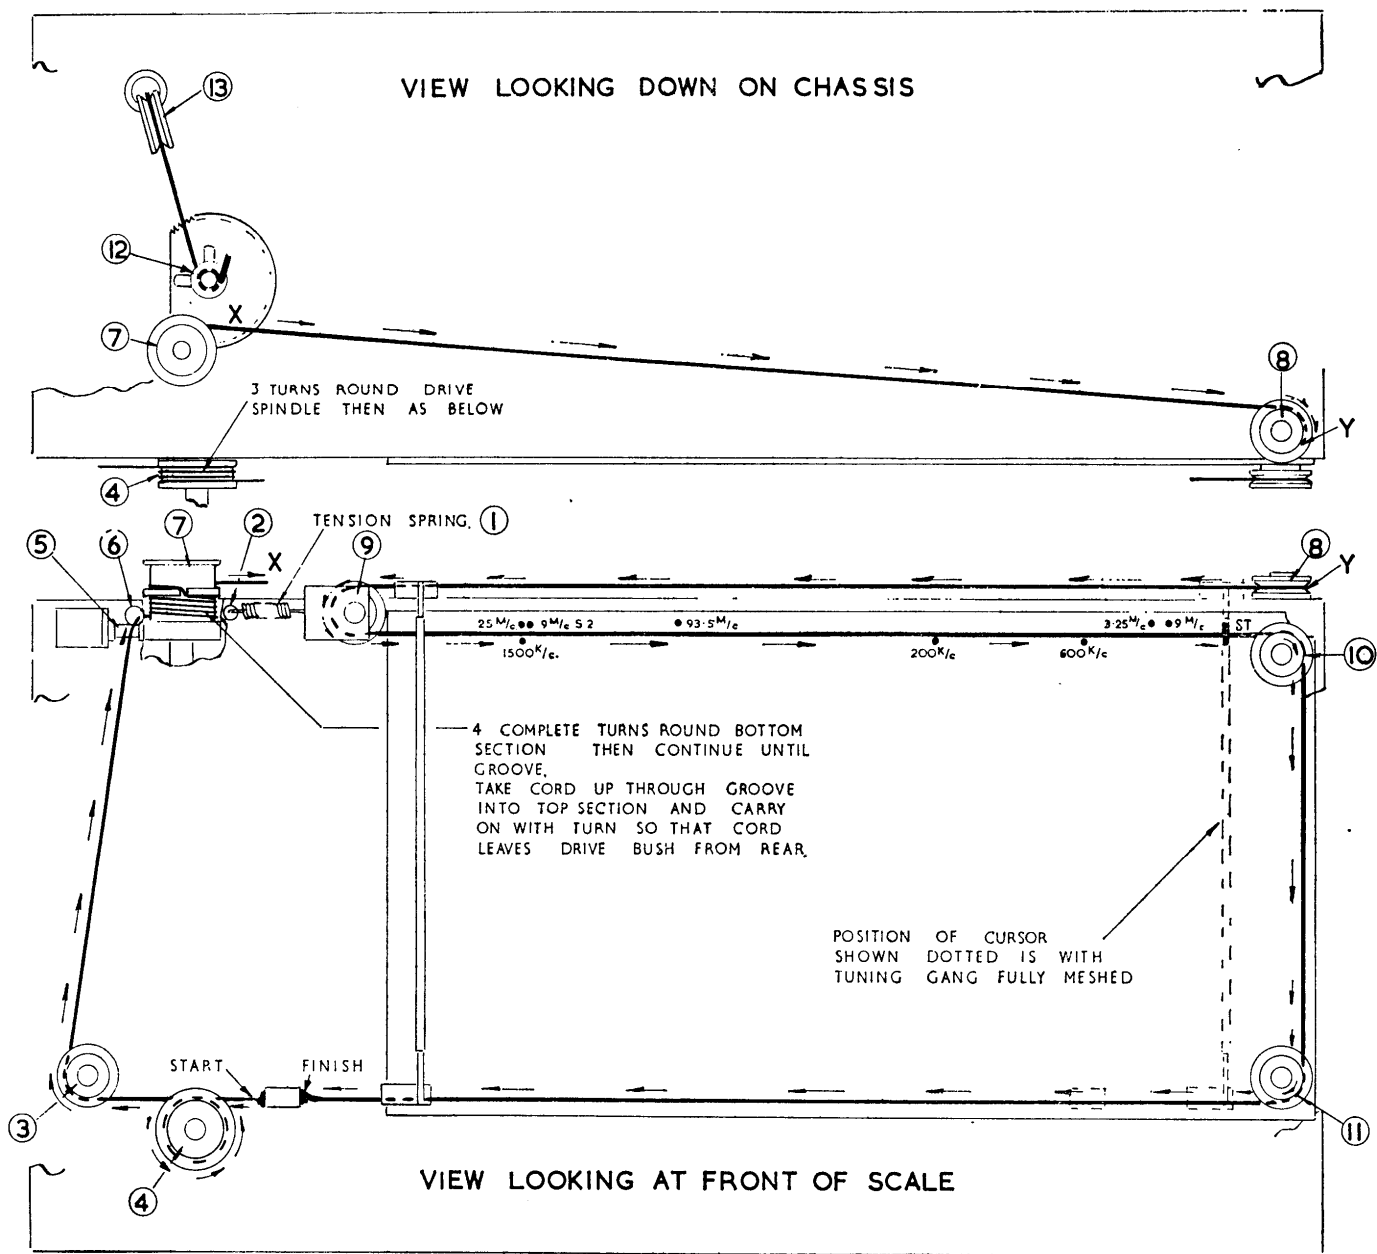 VIEW LOOKING DOWN ON CHASSIS
13
12
X
7
8
3 TURNS ROUND DRIVE
SPINDLE THEN AS BELOW
Y
4
5
6
7
2
TENSION SPRING. 1
X
9
8
Y
25 M/c 9 M/c S 2
93·5 M/c
3·25 M/c 9 M/c ST
1500 K/c.
200 K/c
600 K/c
10
4 COMPLETE TURNS ROUND BOTTOM
SECTION THEN CONTINUE UNTIL
GROOVE,
TAKE CORD UP THROUGH GROOVE
INTO TOP SECTION AND CARRY
ON WITH TURN SO THAT CORD
LEAVES DRIVE BUSH FROM REAR.
POSITION OF CURSOR
SHOWN DOTTED IS WITH
TUNING GANG FULLY MESHED
START
FINISH
3
4
11
VIEW LOOKING AT FRONT OF SCALE